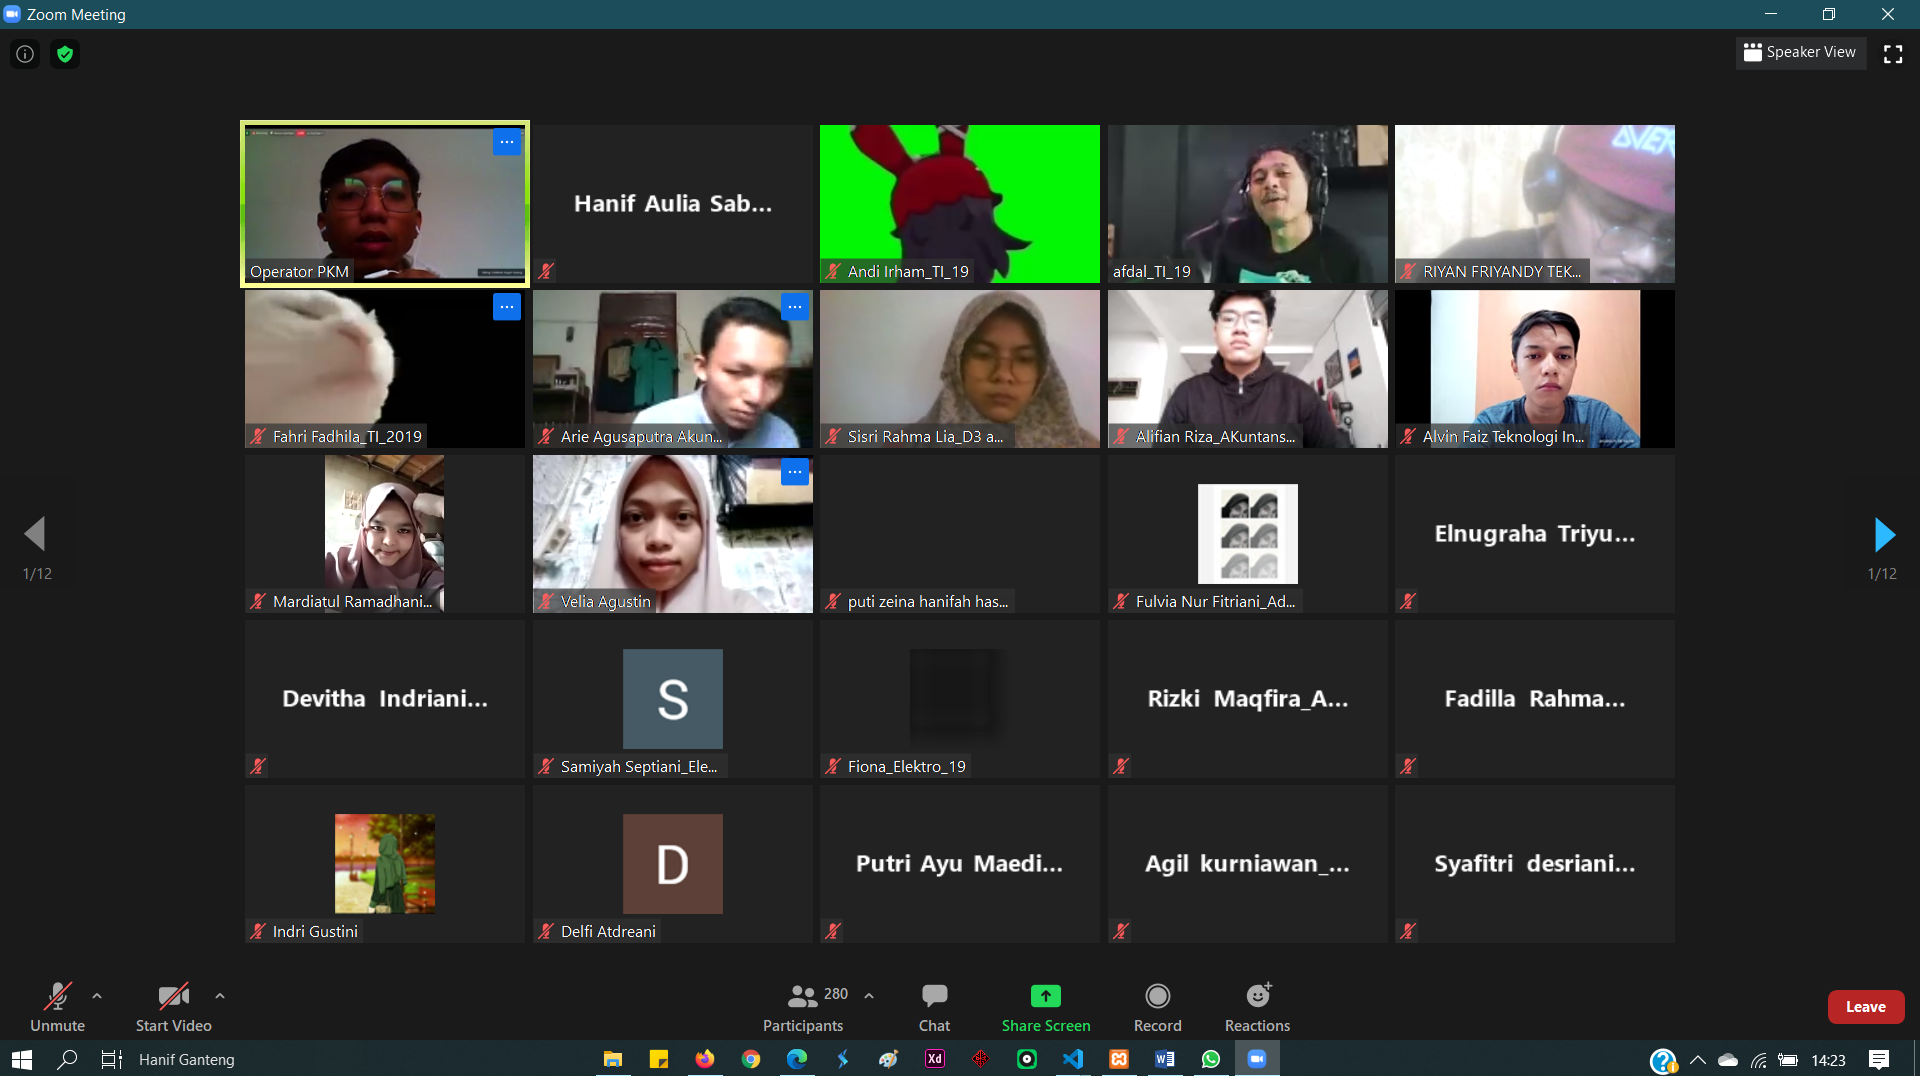 Zoom Meeting
Speaker View
Operator PKM
Hanif Aulia Sab...
Andi Irham_TI_19
afdal_TI_19
RIYAN FRIYANDY TEK...
Fahri Fadhila_TI_2019
Arie Agusaputra Akun...
Sisri Rahma Lia_D3 a...
Alifian Riza_AKuntans...
Alvin Faiz Teknologi In...
Mardiatul Ramadhani...
Velia Agustin
puti zeina hanifah has...
Fulvia Nur Fitriani_Ad...
Elnugraha Triyu...
1/12
1/12
Devitha Indriani...
S
Samiyah Septiani_Ele...
Fiona_Elektro_19
Rizki Maqfira_A...
Fadilla Rahma...
Indri Gustini
D
Delfi Atdreani
Putri Ayu Maedi...
Agil kurniawan_...
Syafitri desriani...
Unmute
Start Video
280
Participants
Chat
Share Screen
Record
Reactions
Leave
Hanif Ganteng
Xd
14:23